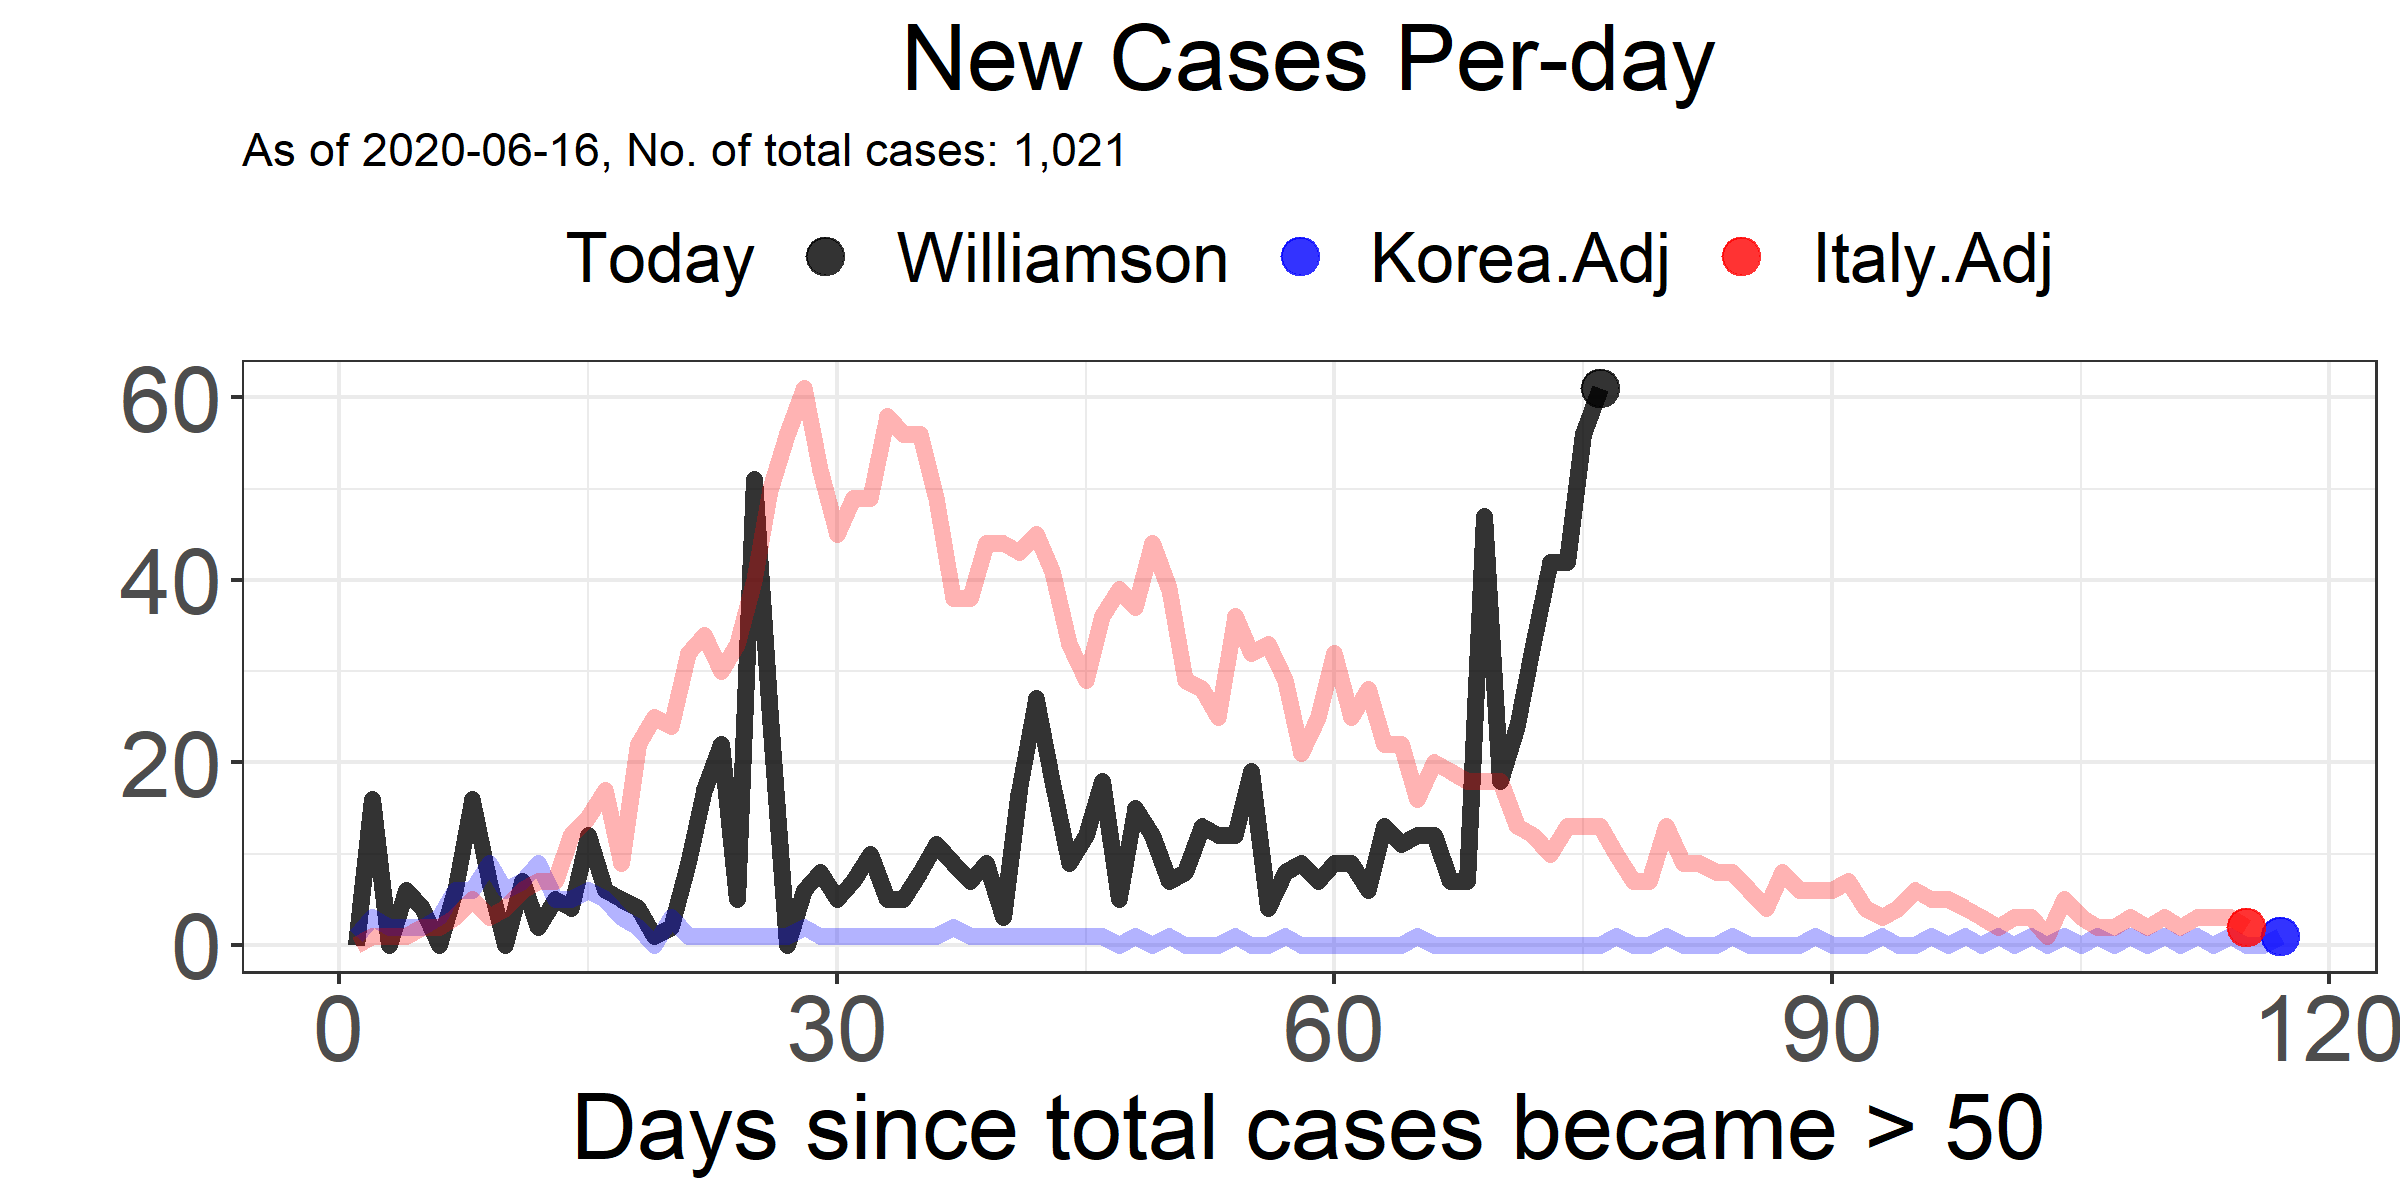 New Cases Per-day
As of 2020-06-16, No. of total cases: 1,021
Today Williamson Korea.Adj Italy.Adj
60
40
20
0
0 30 60 90 120
Days since total cases became > 50